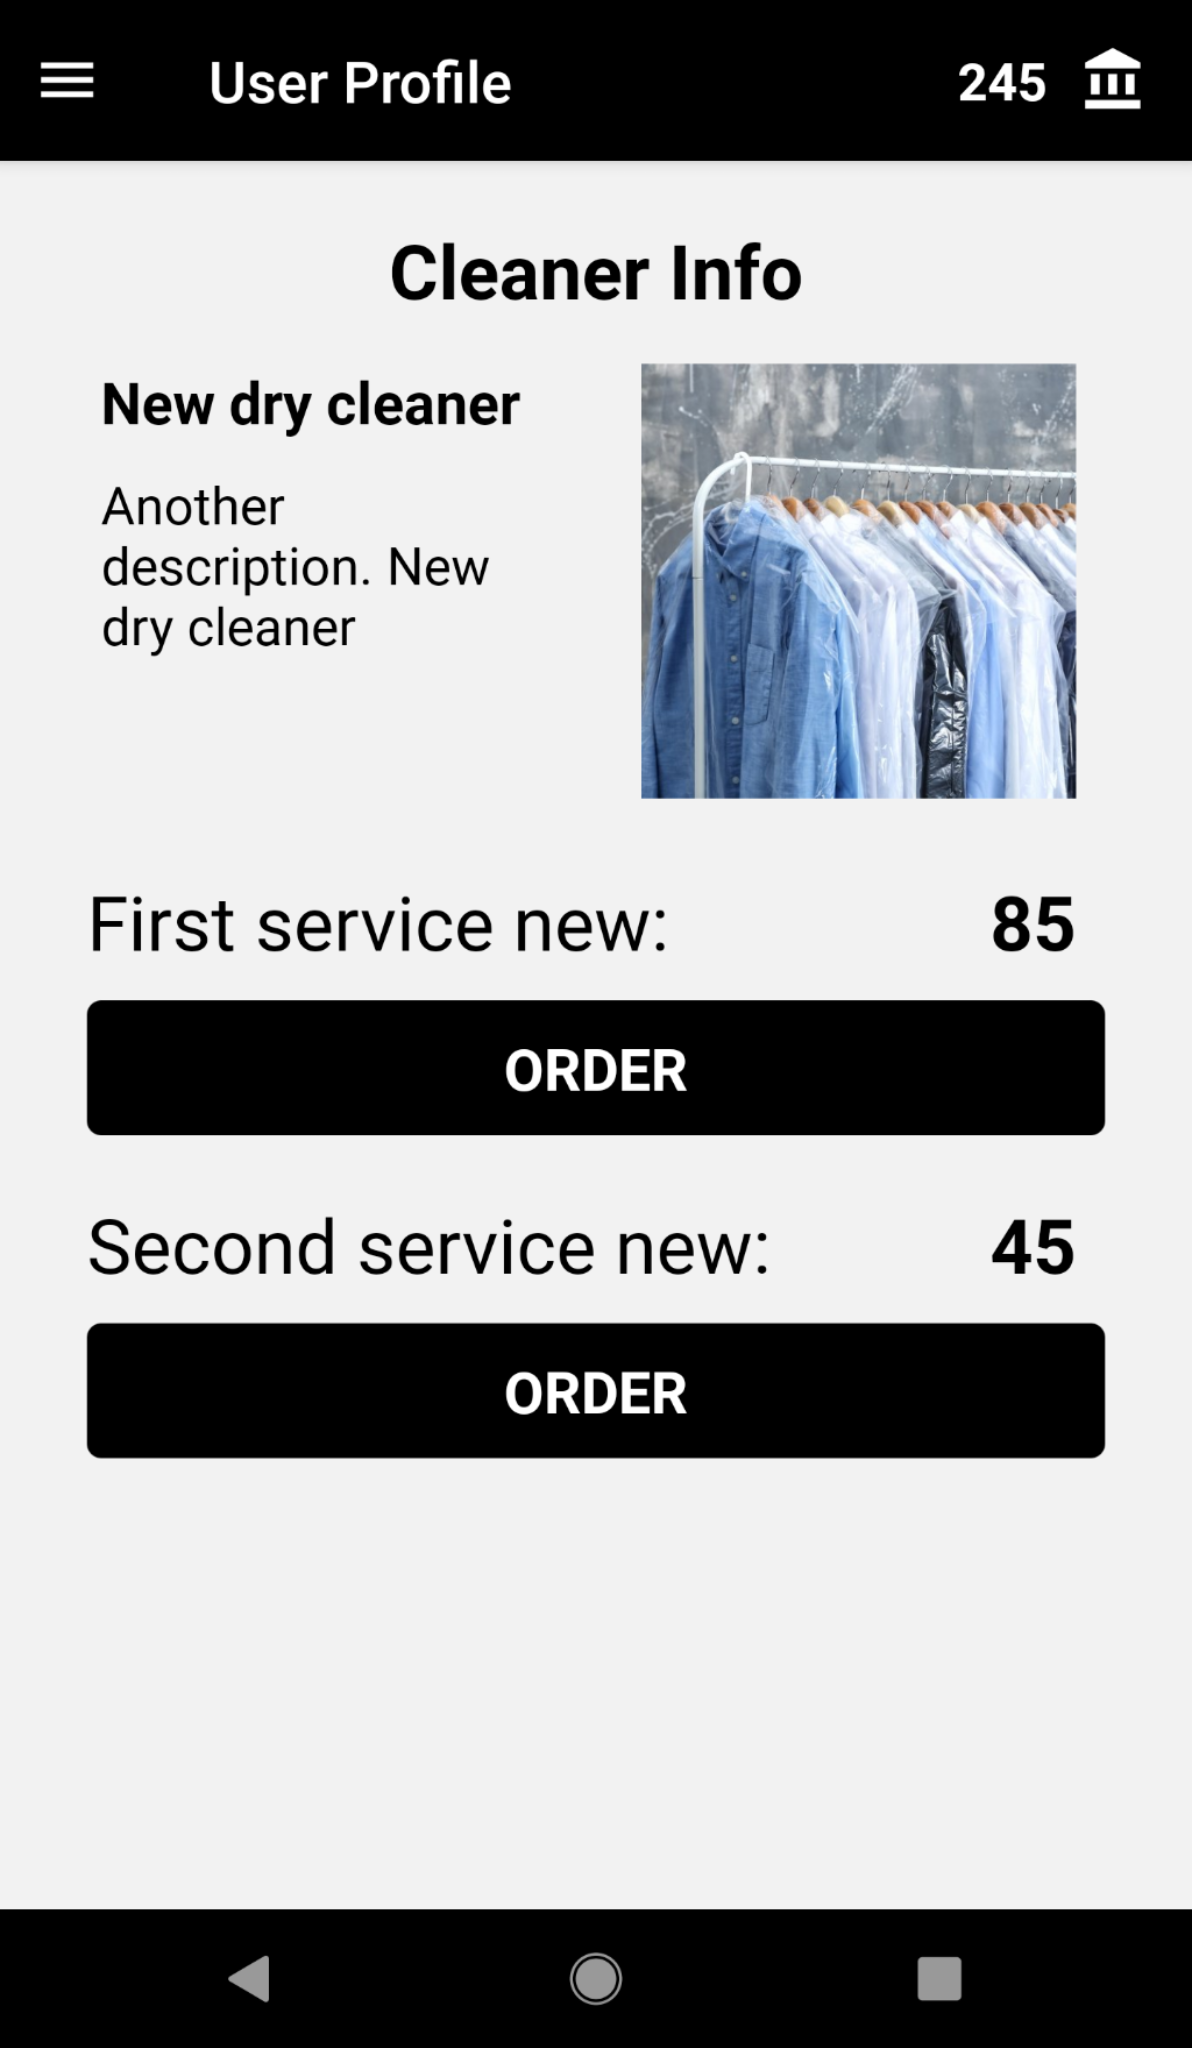 User Profile
245
Cleaner Info
New dry cleaner
Another
description. New
dry cleaner
First service new:
85
ORDER
Second service new:
45
ORDER